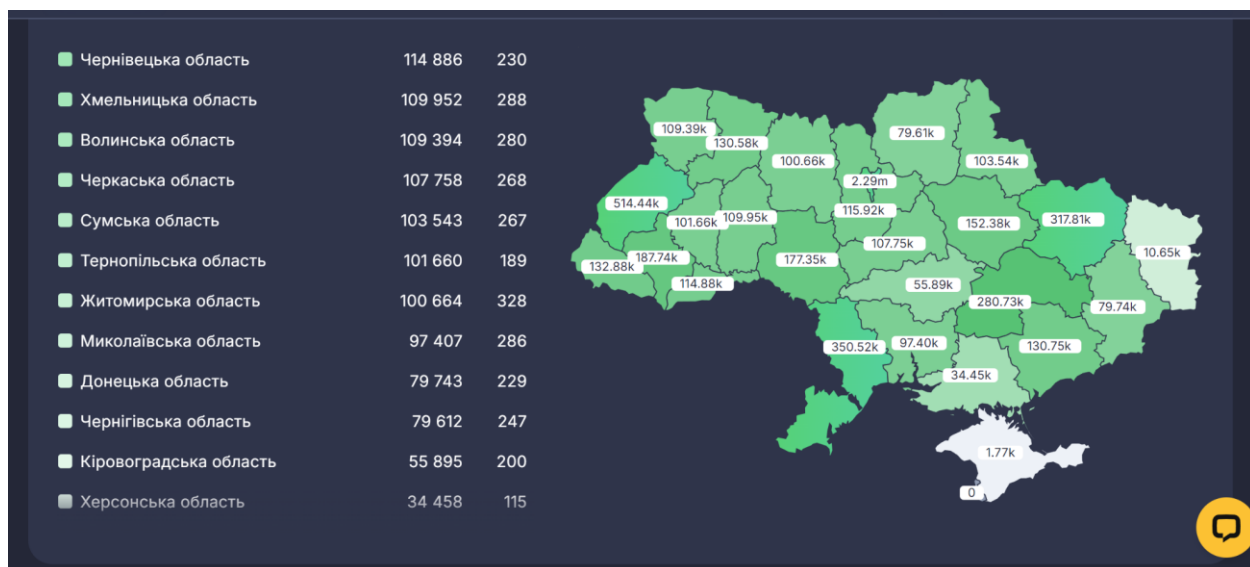 Чернівецька область 114 886 230
Хмельницька область 109 952 288
Волинська область 109 394 280
Черкаська область 107 758 268
Сумська область 103 543 267
Тернопільська область 101 660 189
Житомирська область 100 664 328
Миколаївська область 97 407 286
Донецька область 79 743 229
Чернігівська область 79 612 247
Кіровоградська область 55 895 200
Херсонська область 34 458 115
109.39k
130.58k
100.66k
79.61k
103.54k
2.29m
514.44k
101.66k
109.95k
115.92k
152.38k
317.81k
107.75k
10.65k
132.88k
187.74k
177.35k
114.88k
55.89k
280.73k
79.74k
350.52k
97.40k
130.75k
34.45k
1.77k
0